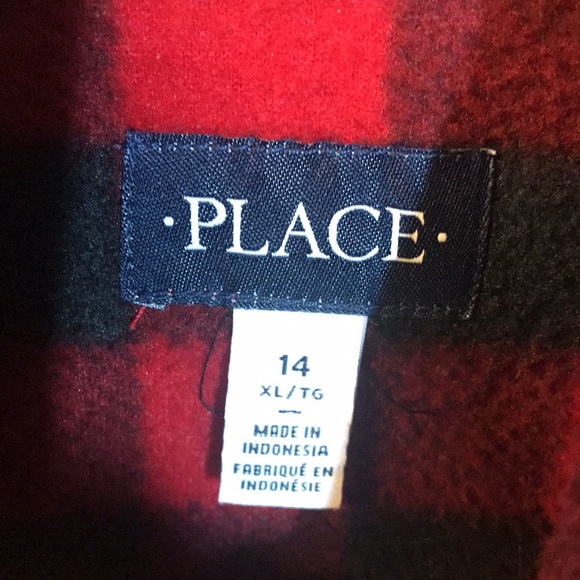 ·PLACE·
14
XL/TG
MADE IN
INDONESIA
FABRIQUÉ EN
INDONÉSIE